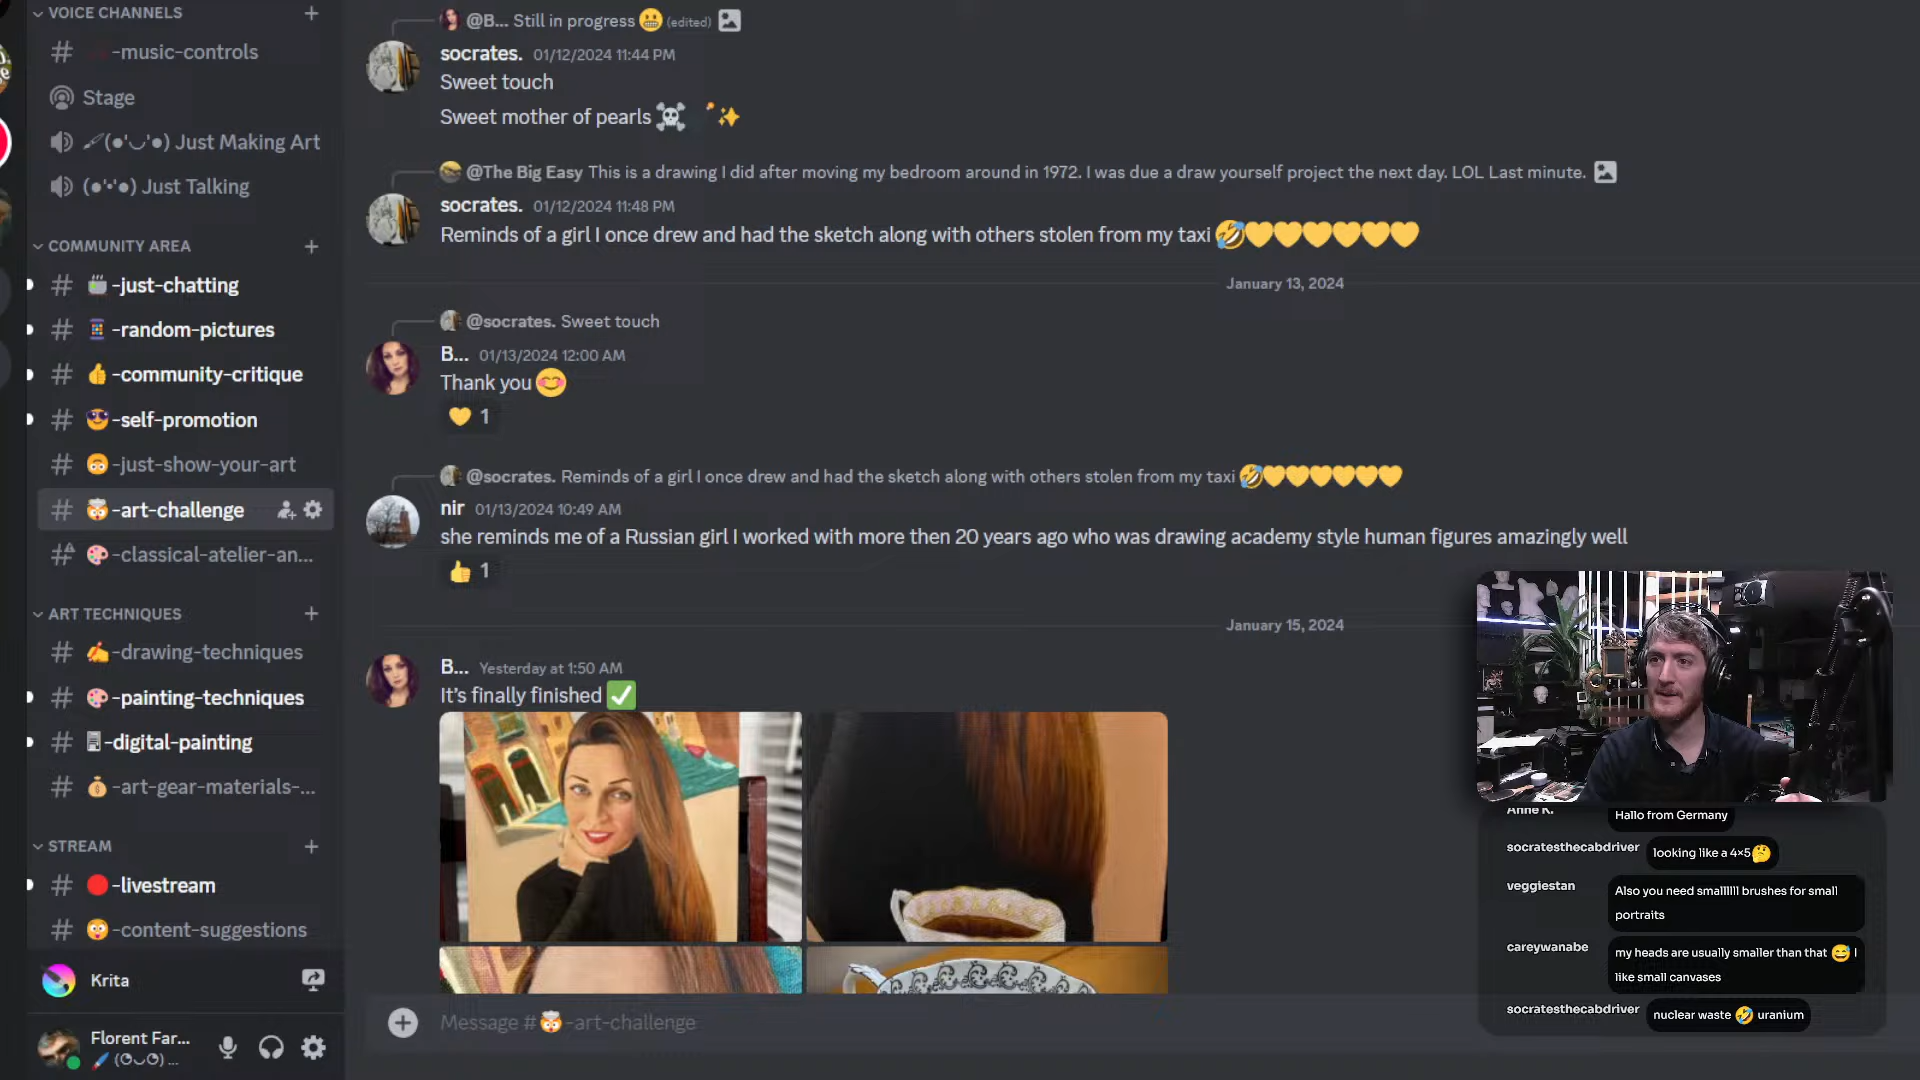 VOICE CHANNELS
-music-controls
Stage
(●'◡'●) Just Making Art
(●'•'●) Just Talking
COMMUNITY AREA
-just-chatting
-random-pictures
-community-critique
-self-promotion
-just-show-your-art
-art-challenge
-classical-atelier-an...
ART TECHNIQUES
-drawing-techniques
-painting-techniques
-digital-painting
-art-gear-materials-...
STREAM
-livestream
-content-suggestions
Krita
Florent Far...
@B... Still in progress 😬 (edited)
socrates. 01/12/2024 11:44 PM
Sweet touch
Sweet mother of pearls ☠️ ✨
@The Big Easy This is a drawing I did after moving my bedroom around in 1972. I was due a draw yourself project the next day. LOL Last minute.
socrates. 01/12/2024 11:48 PM
Reminds of a girl I once drew and had the sketch along with others stolen from my taxi 🤣💛💛💛💛💛💛
January 13, 2024
@socrates. Sweet touch
B... 01/13/2024 12:00 AM
Thank you 😊
💛 1
@socrates. Reminds of a girl I once drew and had the sketch along with others stolen from my taxi 🤣💛💛💛💛💛💛
nir 01/13/2024 10:49 AM
she reminds me of a Russian girl I worked with more then 20 years ago who was drawing academy style human figures amazingly well
👍 1
January 15, 2024
B... Yesterday at 1:50 AM
It's finally finished ✅
Message #🤯-art-challenge
Anne K. Hallo from Germany
socratesthecabdriver looking like a 4×5🤔
veggiestan Also you need smallllll brushes for small
portraits
careywanabe my heads are usually smaller than that 😅 I
like small canvases
socratesthecabdriver nuclear waste 🤣 uranium